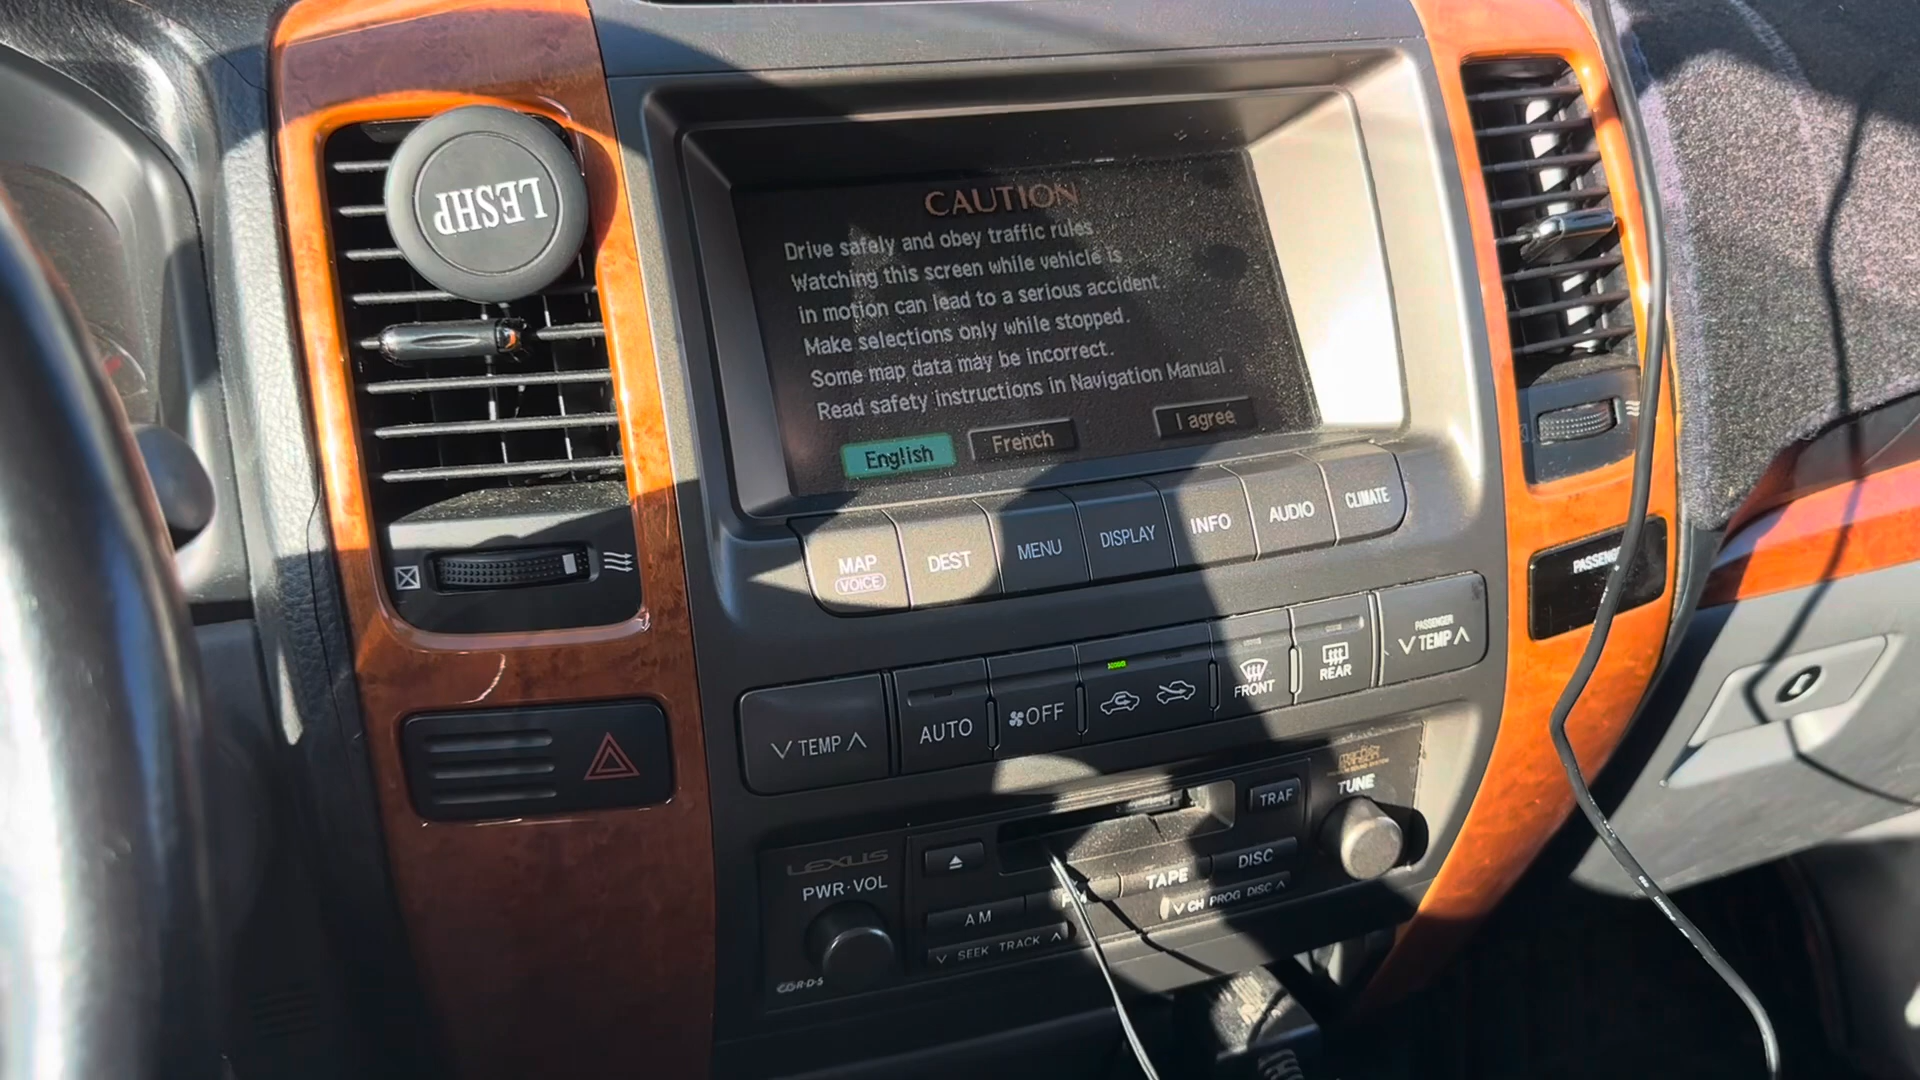 LESHP
CAUTION
Drive safely and obey traffic rules
Watching this screen while vehicle is
in motion can lead to a serious accident.
Make selections only while stopped.
Some map data may be incorrect.
Read safety instructions in Navigation Manual.
English French I agree
MAP DEST MENU DISPLAY INFO AUDIO CLIMATE
VOICE
PASSENGER
TEMP AUTO OFF FRONT REAR TEMP
LEXUS
PWR·VOL
TRAF
TUNE
TAPE DISC
AM FM
SEEK TRACK
CH PROG DISC